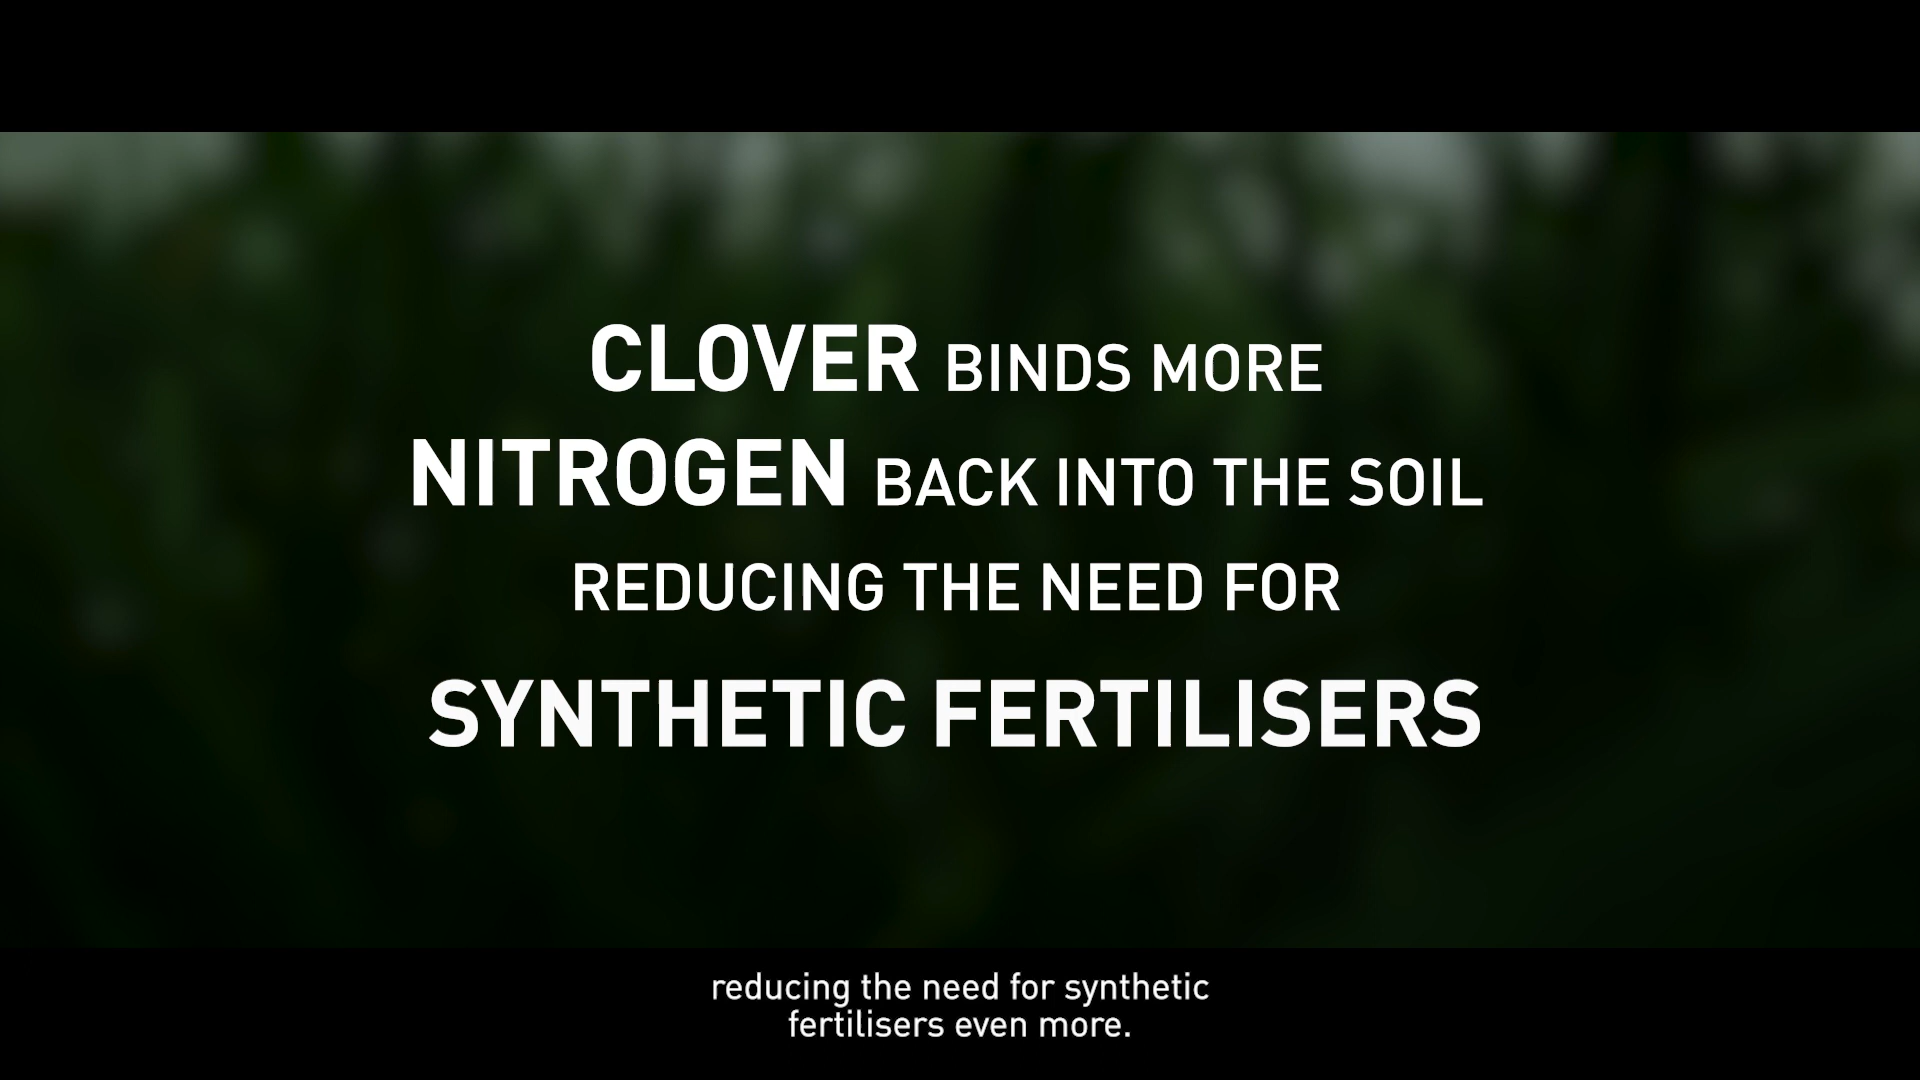 CLOVER BINDS MORE
NITROGEN BACK INTO THE SOIL
REDUCING THE NEED FOR
SYNTHETIC FERTILISERS
reducing the need for synthetic
fertilisers even more.